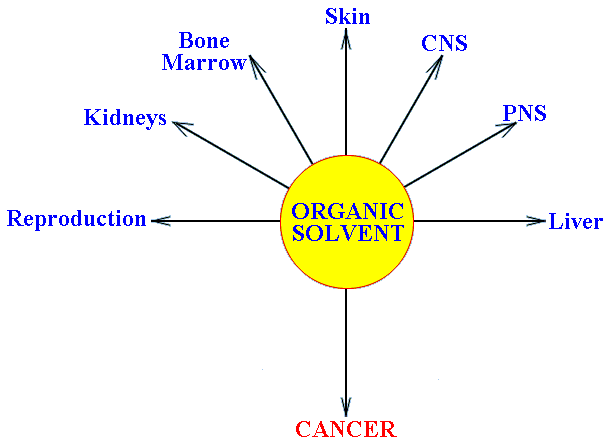 Skin
Bone
Marrow
CNS
Kidneys
PNS
Reproduction
ORGANIC
SOLVENT
Liver
CANCER